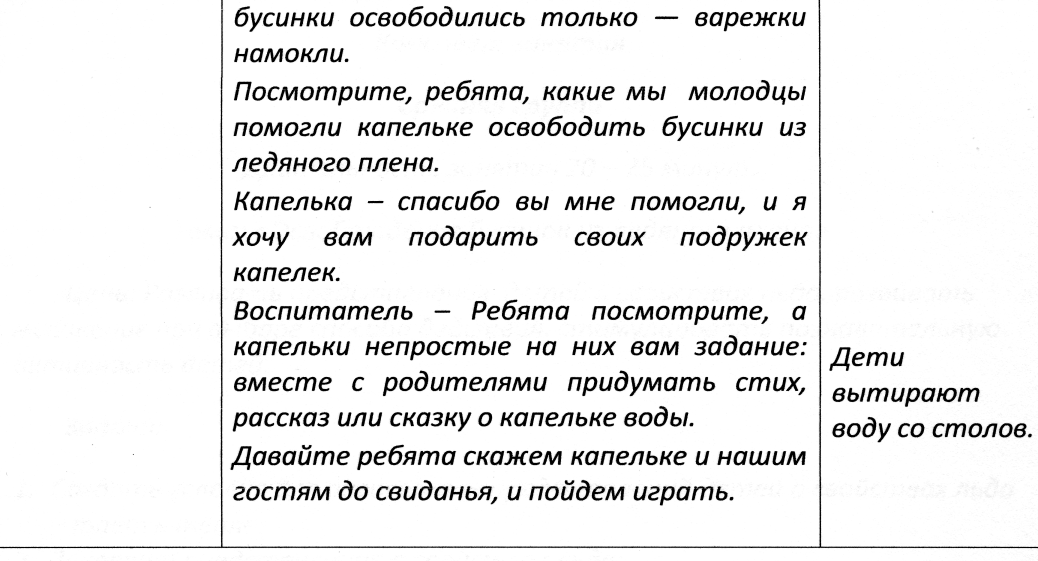 бусинки освободились только — варежки
намокли.
Посмотрите, ребята, какие мы молодцы
помогли капельке освободить бусинки из
ледяного плена.
Капелька – спасибо вы мне помогли, и я
хочу вам подарить своих подружек
капелек.
Воспитатель – Ребята посмотрите, а
капельки непростые на них вам задание:
вместе с родителями придумать стих,
рассказ или сказку о капельке воды.
Давайте ребята скажем капельке и нашим
гостям до свиданья, и пойдем играть.
Дети
вытирают
воду со столов.